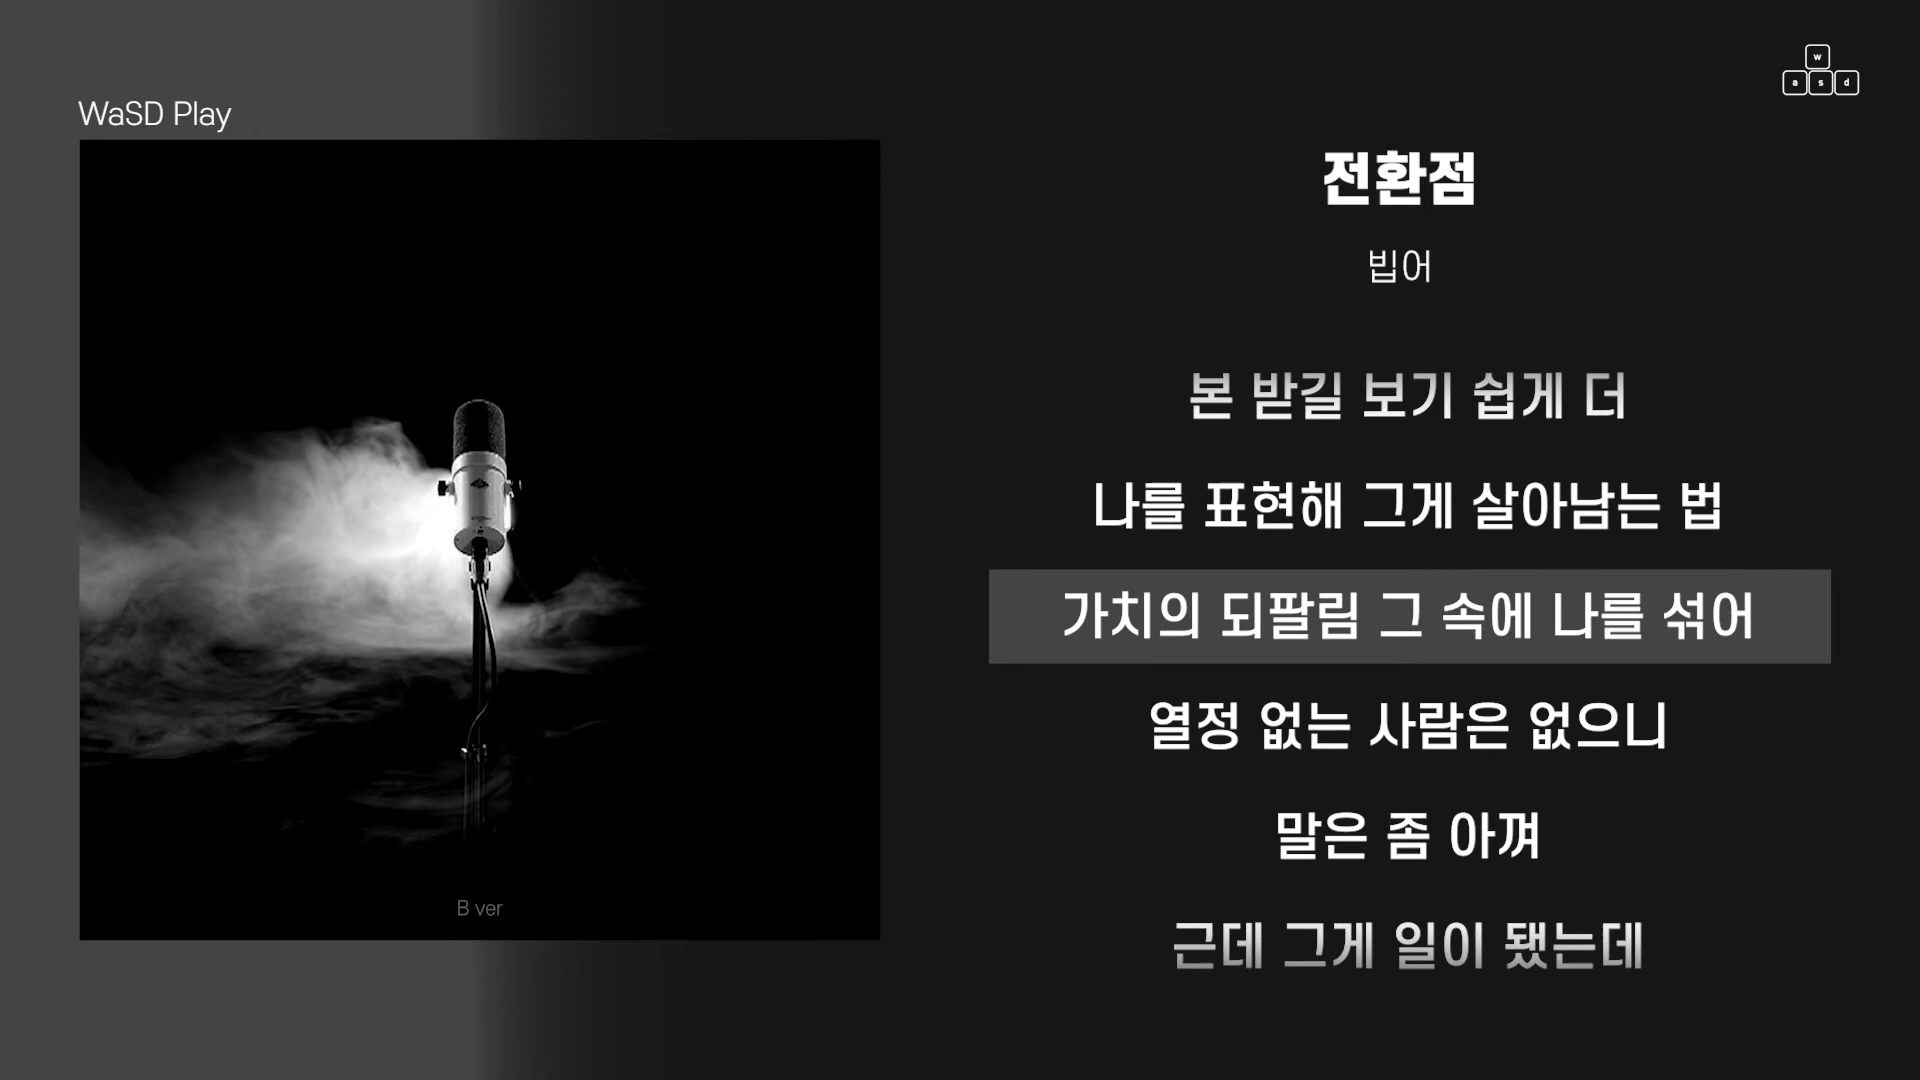 WaSD Play
w
a s d
전환점
빕어
본 받길 보기 쉽게 더
나를 표현해 그게 살아남는 법
가치의 되팔림 그 속에 나를 섞어
열정 없는 사람은 없으니
말은 좀 아껴
근데 그게 일이 됐는데
B ver